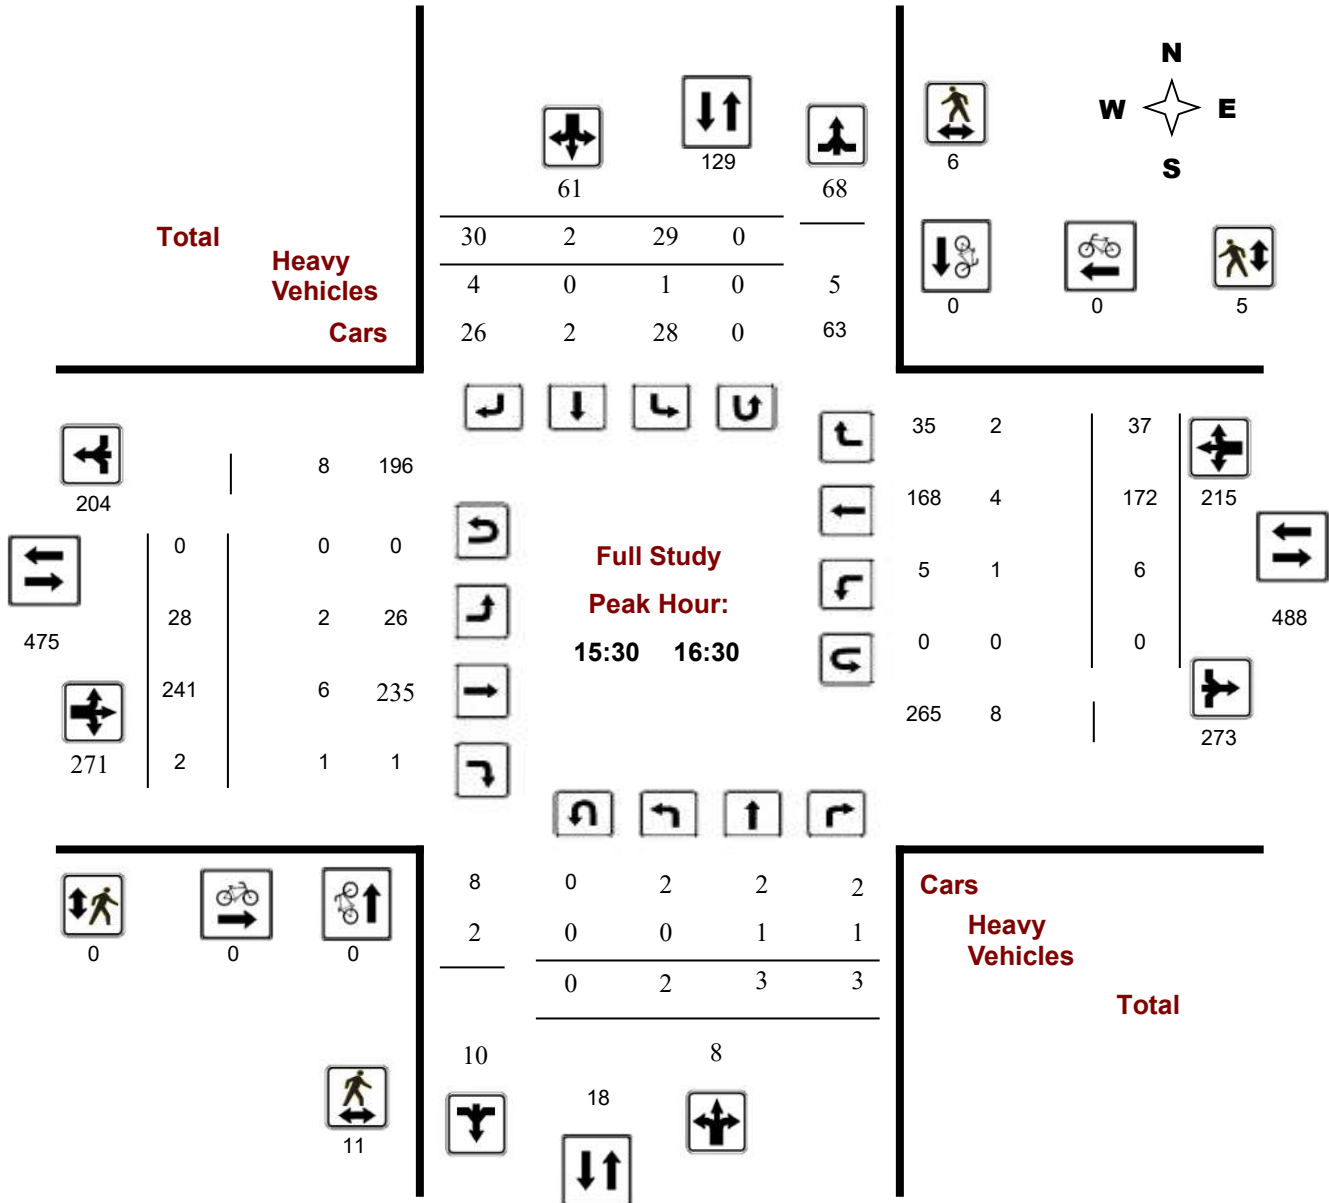 N
W E
S
6
129
61 68
Total 30 2 29 0
Heavy
Vehicles 4 0 1 0 5
Cars 26 2 28 0 63
0 0 5
35 2 37
8 196
204 168 4 172 215
0 0 0
Full Study
5 1 6
28 2 26
Peak Hour:
475 488
15:30 16:30
0 0 0
241 6 235
265 8 273
271 2 1 1
8 0 2 2 2
Cars
2 0 0 1 1
Heavy
Vehicles
0 0 0
0 2 3 3
Total
10 8
18
11